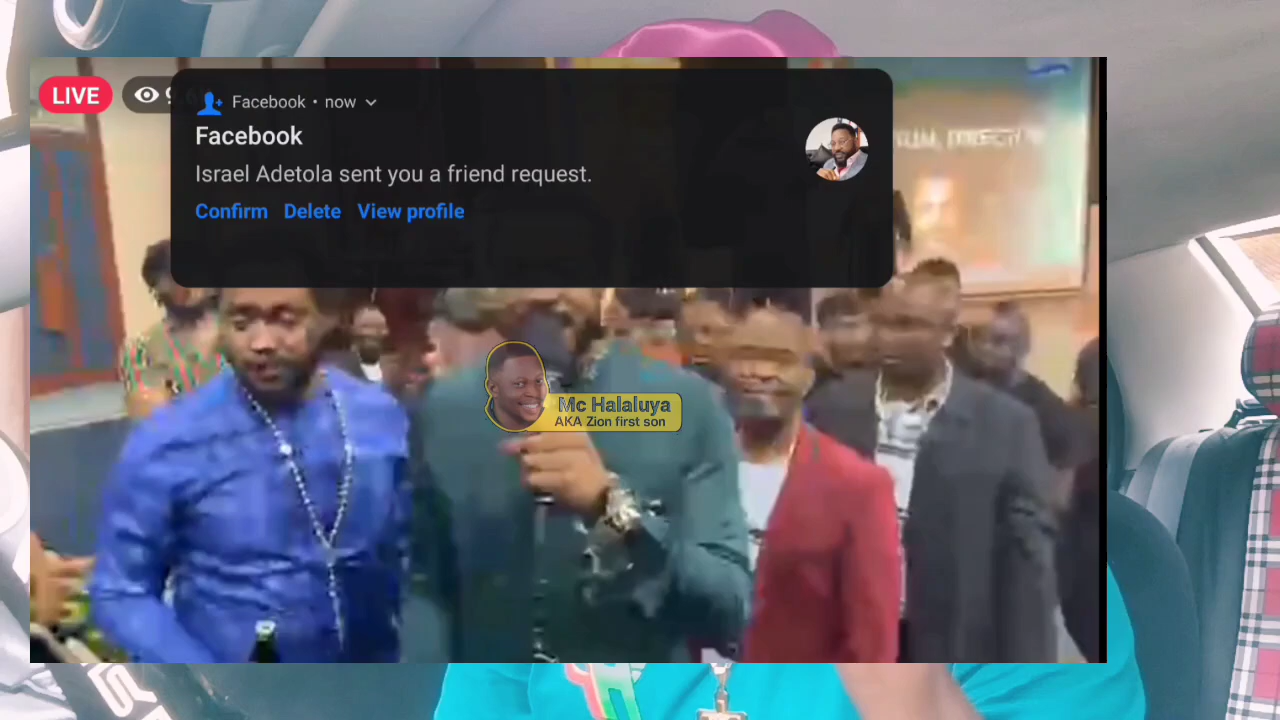 LIVE
Facebook • now
Facebook
Israel Adetola sent you a friend request.
Confirm Delete View profile
Mc Halaluya
AKA Zion first son